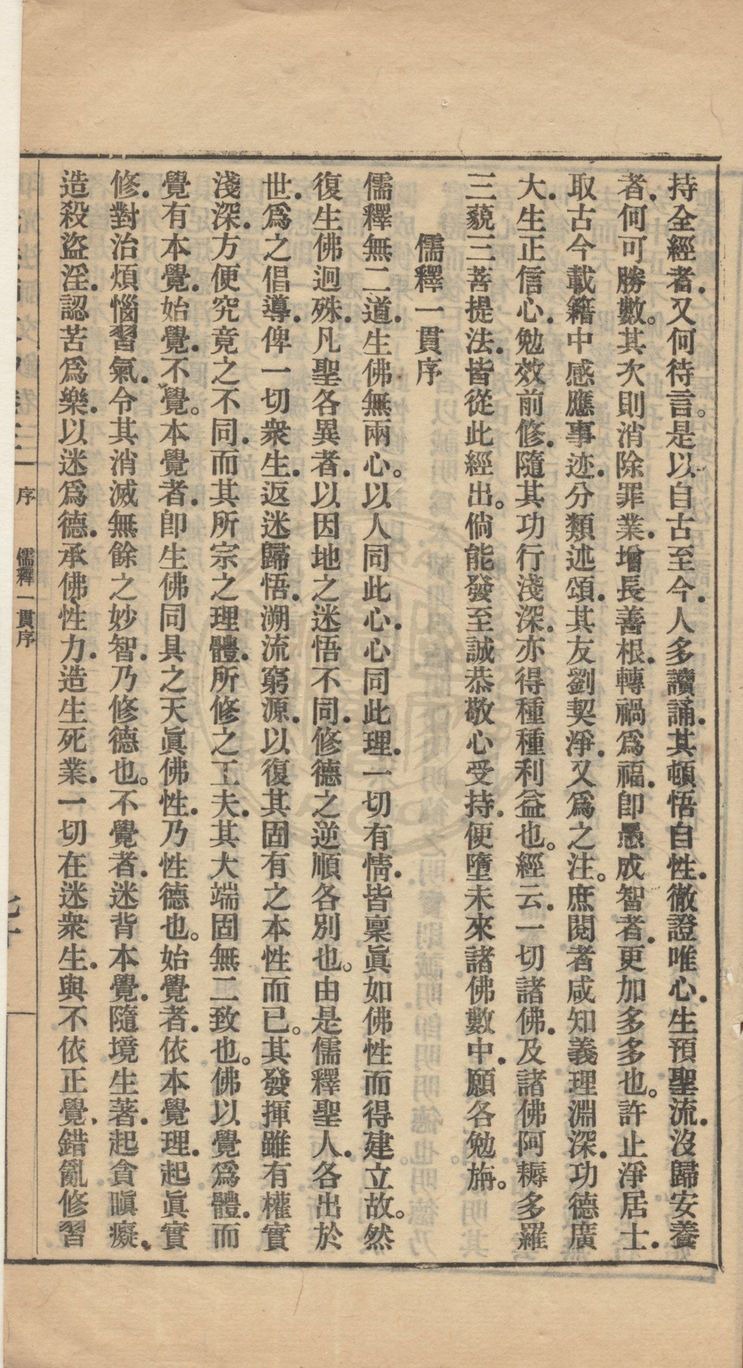 持全經者，又何待言。是以自古至今，人多讀誦，其頓悟自性，徹證唯心，生預聖流，沒歸安養
者，何可勝數。其次則消除罪業，增長善根，轉禍爲福，卽愚成智者，更加多多也。許止淨居士，
取古今載籍中感應事迹，分類述頌，其友劉契淨，又爲之注。庶閱者咸知義理淵深，功德廣
大，生正信心，勉效前修，隨其功行淺深，亦得種種利益也。經云，一切諸佛，及諸佛阿耨多羅
三藐三菩提法，皆從此經出。倘能發至誠恭敬心受持，便墮未來諸佛數中，願各勉旃。
儒釋一貫序
儒釋無二道，生佛無兩心。以人同此心，心同此理，一切有情，皆稟眞如佛性而得建立故。然
復生佛迥殊，凡聖各異者，以因地之迷悟不同，修德之逆順各別也。由是儒釋聖人，各出於
世，爲之倡導，俾一切衆生，返迷歸悟，溯流窮源，以復其固有之本性而已。其發揮雖有權實
淺深，方便究竟之不同，而其所宗之理體，所修之工夫，其大端固無二致也。佛以覺爲體，而
覺有本覺，始覺，不覺。本覺者，卽生佛同具之天眞佛性，乃性德也。始覺者，依本覺理，起眞實
修，對治煩惱習氣，令其消滅無餘之妙智，乃修德也。不覺者，迷背本覺，隨境生著，起貪瞋癡，
造殺盜淫，認苦爲樂，以迷爲德，承佛性力，造生死業，一切在迷衆生，與不依正覺，錯亂修習
序 儒釋一貫序